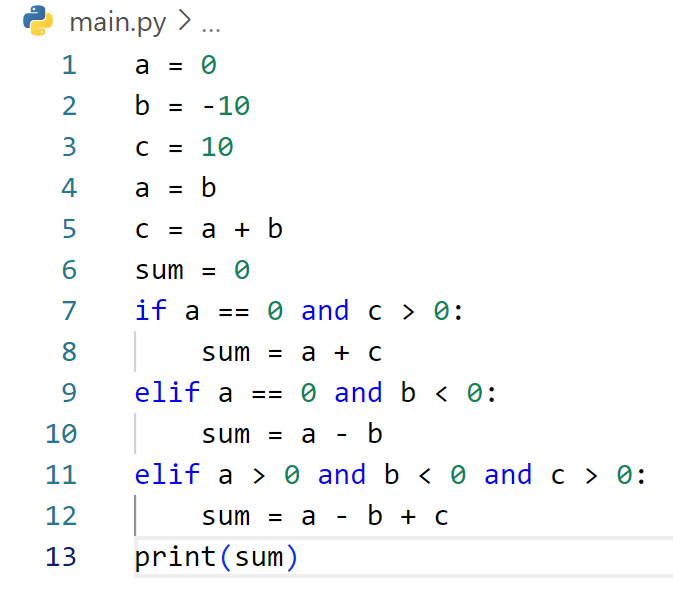 main.py > ...
1 a = 0
2 b = -10
3 c = 10
4 a = b
5 c = a + b
6 sum = 0
7 if a == 0 and c > 0:
8     sum = a + c
9 elif a == 0 and b < 0:
10     sum = a - b
11 elif a > 0 and b < 0 and c > 0:
12     sum = a - b + c
13 print(sum)